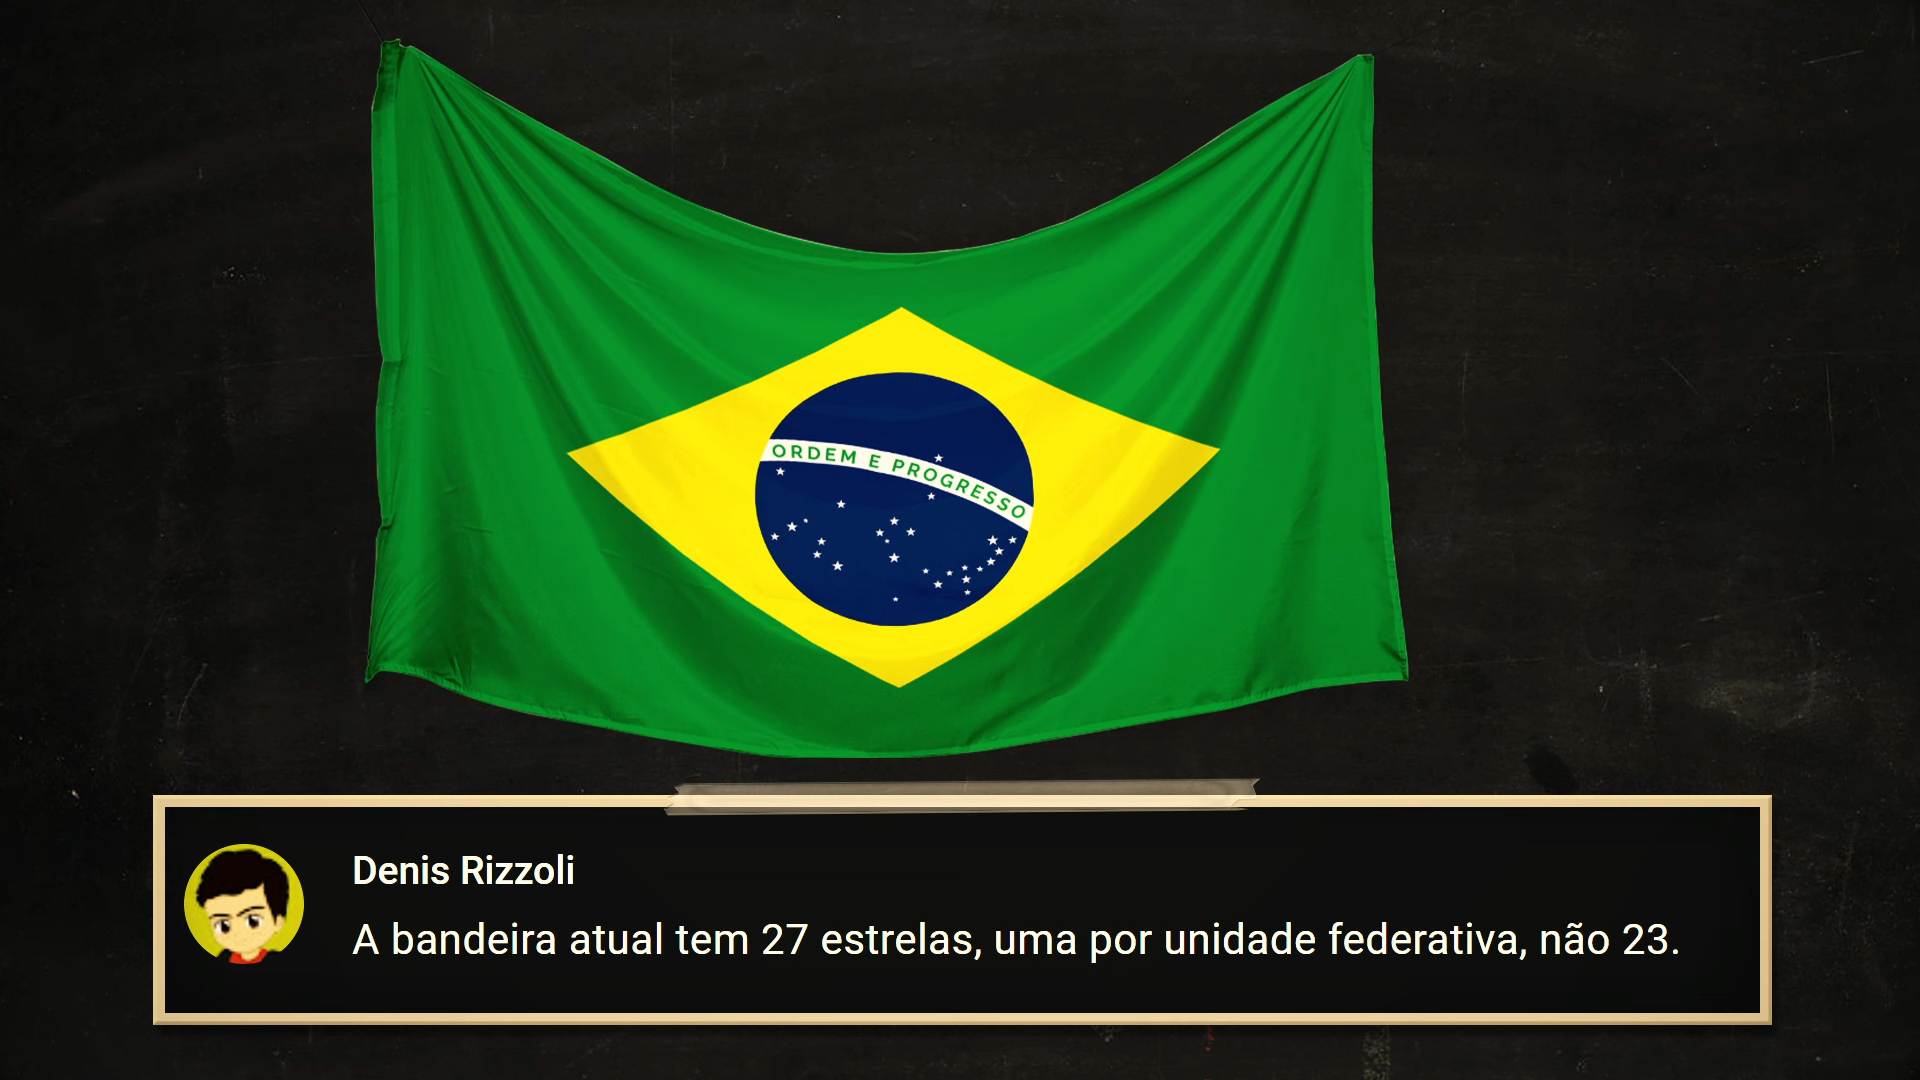 ORDEM E PROGRESSO
Denis Rizzoli
A bandeira atual tem 27 estrelas, uma por unidade federativa, não 23.